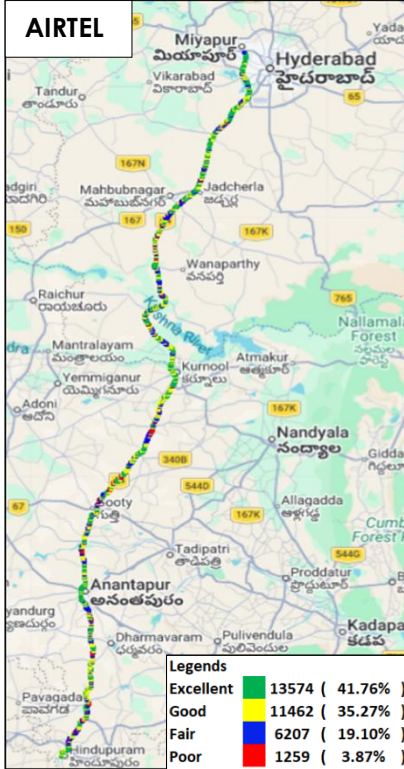 AIRTEL
65
Yada
Miyapur
మియాపూర్
Hyderabad
హైదరాబాద్
Vikarabad
వికారాబాద్
Tandur
తాండూరు
65
167N
Mahbubnagar
మహబూబ్‌నగర్
Jadcherla
జడ్చర్ల
150
167
167K
Wanaparthy
వనపర్తి
Raichur
రాయచూరు
765
Krishna River
Nallamala
Forest
Mantralayam
మంత్రాలయం
Atmakur
ఆత్మకూర్
Kurnool
కర్నూలు
Yemmiganur
యెమ్మిగనూరు
Adoni
ఆదోని
167K
Nandyala
నంద్యాల
340B
544D
Allagadda
ఆళ్లగడ్డ
67
Gooty
గుత్తి
167K
Tadipatri
తాడిపత్రి
544G
Proddatur
ప్రొద్దుటూర్
Anantapur
అనంతపురం
Kadapa
కడప
Dharmavaram
ధర్మవరం
Pulivendula
పులివెందుల
Pavagada
పావగడ
Hindupuram
హిందూపురం
Legends
Excellent 13574 ( 41.76% )
Good 11462 ( 35.27% )
Fair 6207 ( 19.10% )
Poor 1259 ( 3.87% )